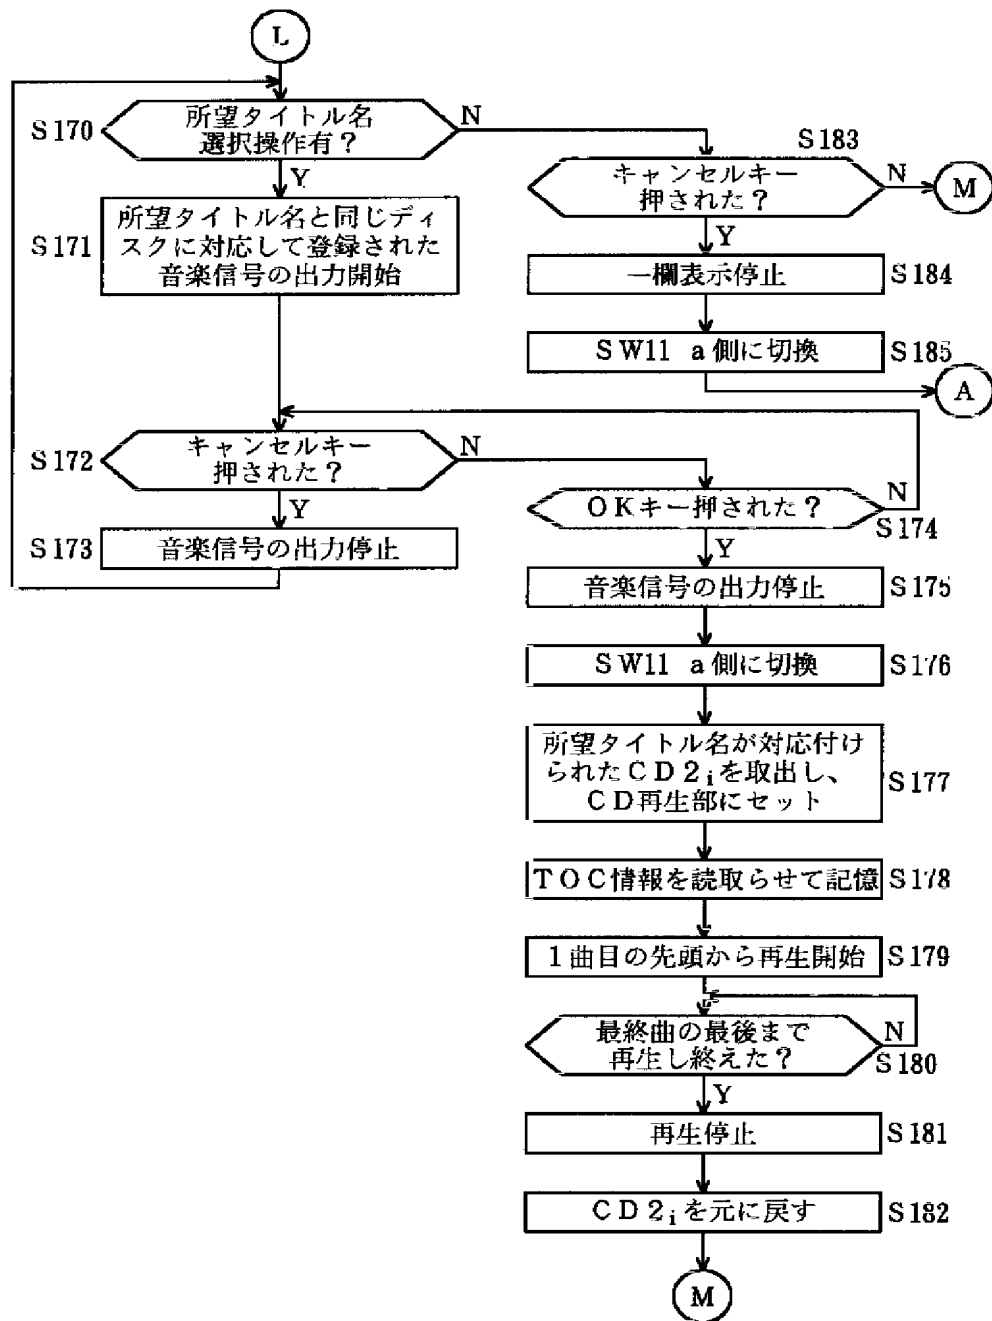 L
所望タイトル名
選択操作有？
S170
N
Y
所望タイトル名と同じディ
スクに対応して登録された
音楽信号の出力開始
S171
キャンセルキー
押された？
S172
N
Y
音楽信号の出力停止
S173
S183
キャンセルキー
押された？
N
M
Y
一欄表示停止
S184
SW11 a側に切換
S185
A
OKキー押された？
N
S174
Y
音楽信号の出力停止
S175
SW11 a側に切換
S176
所望タイトル名が対応付け
られたCD2iを取出し、
CD再生部にセット
S177
TOC情報を読取らせて記憶
S178
1曲目の先頭から再生開始
S179
最終曲の最後まで
再生し終えた？
N
S180
Y
再生停止
S181
CD2iを元に戻す
S182
M